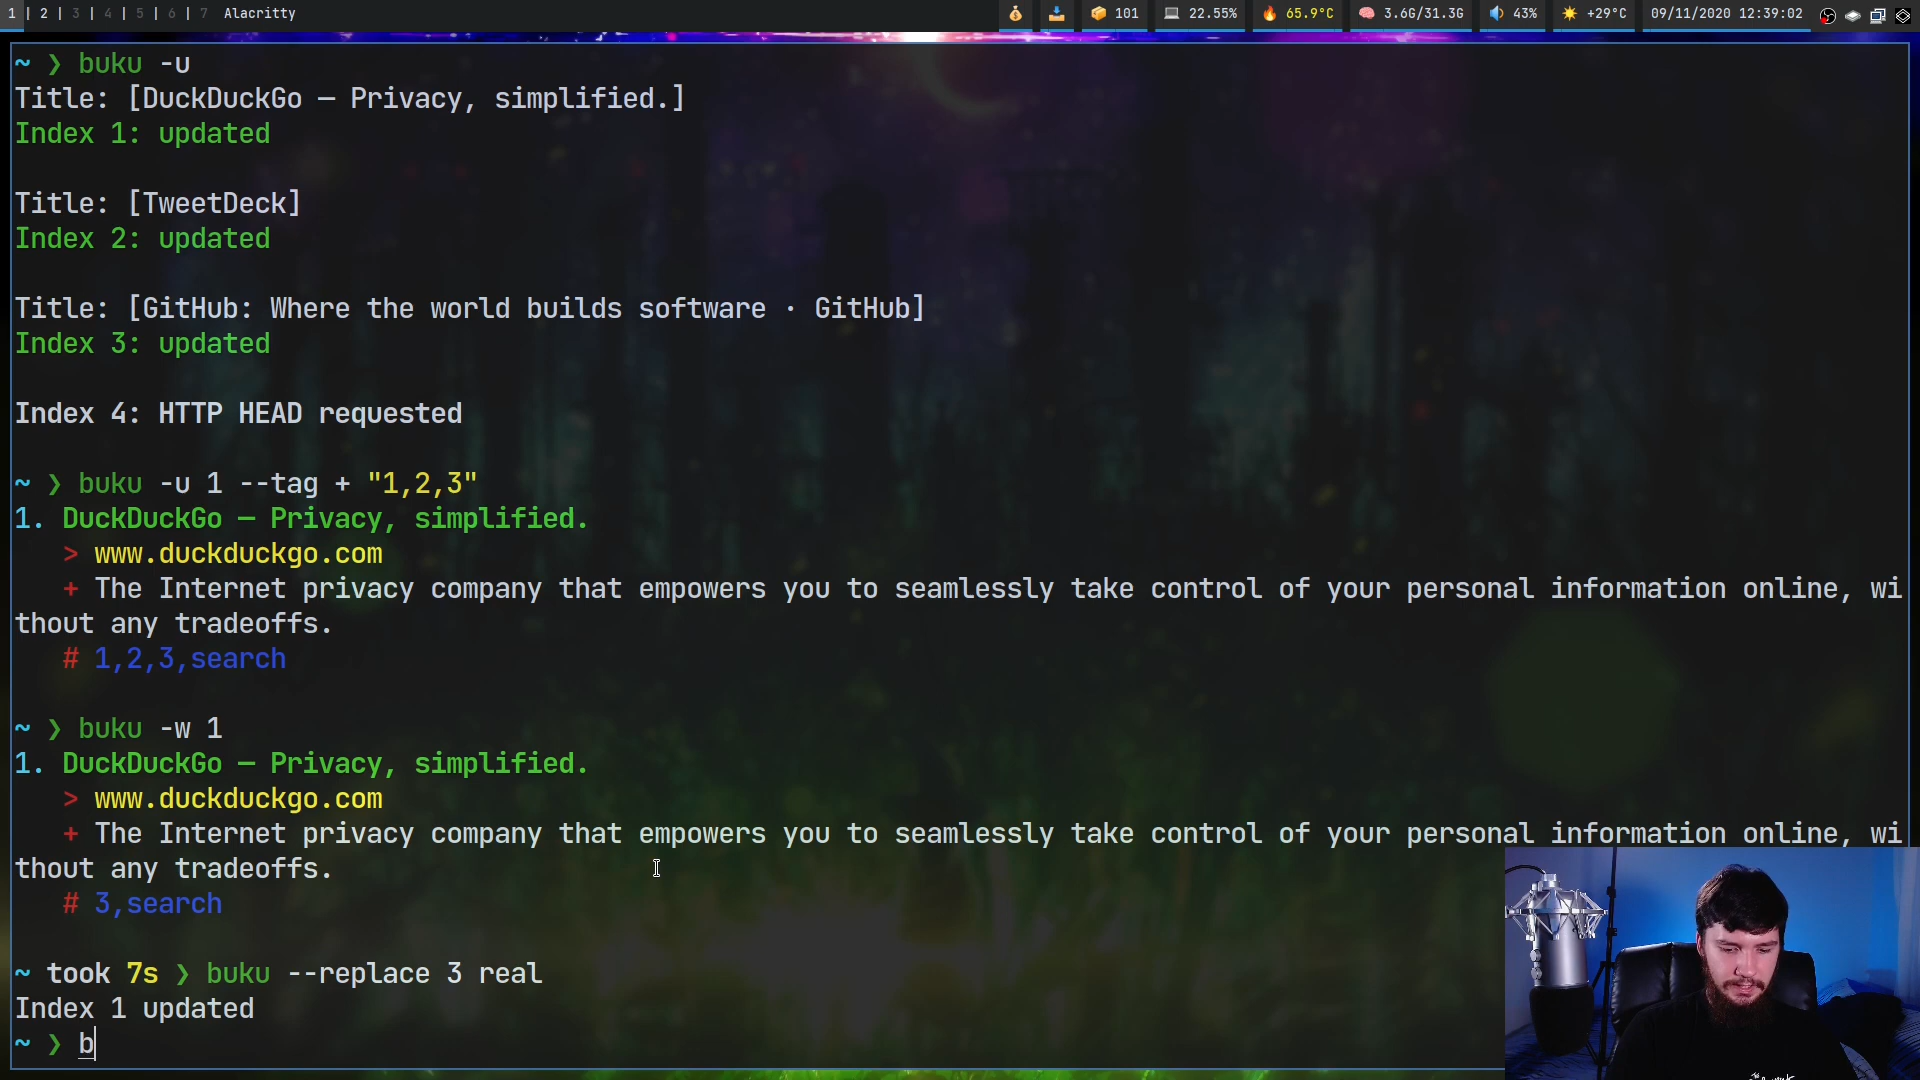 1 | 2 | 3 | 4 | 5 | 6 | 7 Alacritty 101 22.55% 65.9°C 3.6G/31.3G 43% +29°C 09/11/2020 12:39:02
~ ❯ buku -u
Title: [DuckDuckGo — Privacy, simplified.]
Index 1: updated
Title: [TweetDeck]
Index 2: updated
Title: [GitHub: Where the world builds software · GitHub]
Index 3: updated
Index 4: HTTP HEAD requested
~ ❯ buku -u 1 --tag + "1,2,3"
1. DuckDuckGo — Privacy, simplified.
> www.duckduckgo.com
+ The Internet privacy company that empowers you to seamlessly take control of your personal information online, wi
thout any tradeoffs.
# 1,2,3,search
~ ❯ buku -w 1
1. DuckDuckGo — Privacy, simplified.
> www.duckduckgo.com
+ The Internet privacy company that empowers you to seamlessly take control of your personal information online, wi
thout any tradeoffs.
# 3,search
~ took 7s ❯ buku --replace 3 real
Index 1 updated
~ ❯ b